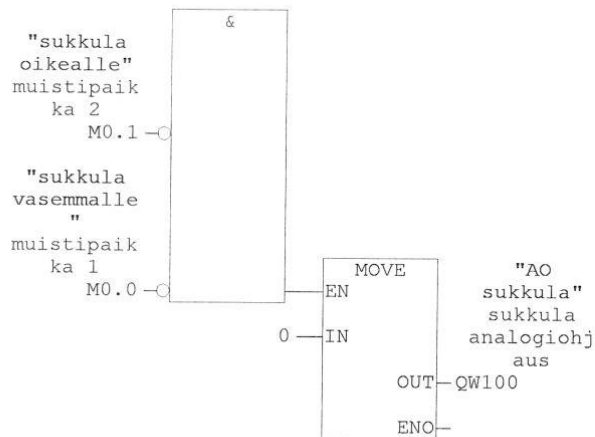 &
"sukkula
oikealle"
muistipaik
ka 2
M0.1
"sukkula
vasemmalle
"
muistipaik
ka 1
M0.0
MOVE
EN
0 IN
OUT QW100
ENO
"AO
sukkula"
sukkula
analogiohj
aus